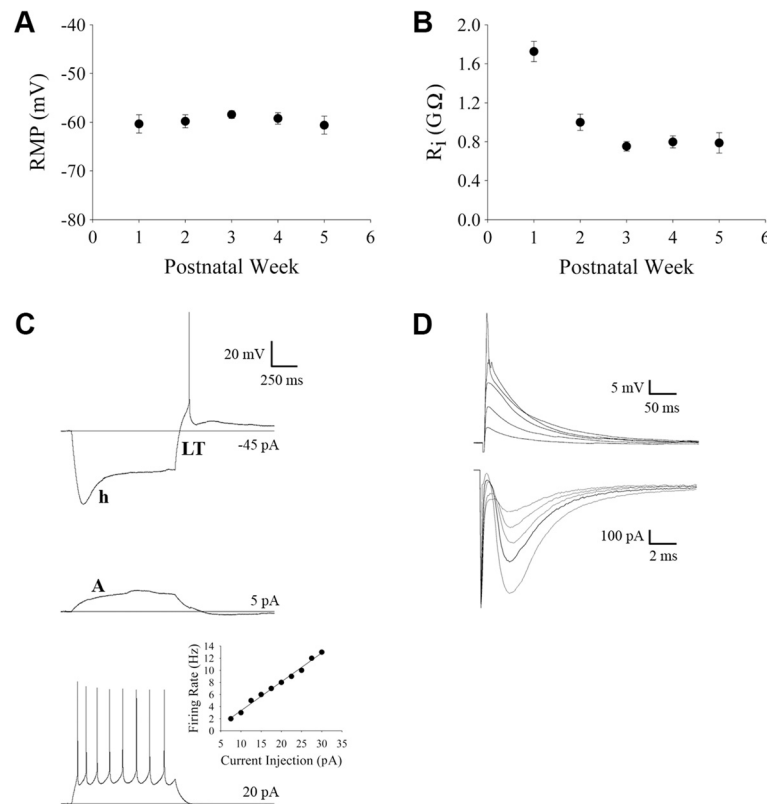 A
-40
-50
-60
-70
-80
RMP (mV)
0 1 2 3 4 5 6
Postnatal Week
B
2.0
1.6
1.2
0.8
0.4
0.0
Ri (GΩ)
0 1 2 3 4 5 6
Postnatal Week
C
20 mV
250 ms
-45 pA
LT
h
A
5 pA
14
12
10
8
6
4
2
0
Firing Rate (Hz)
5 10 15 20 25 30 35
Current Injection (pA)
20 pA
D
5 mV
50 ms
100 pA
2 ms